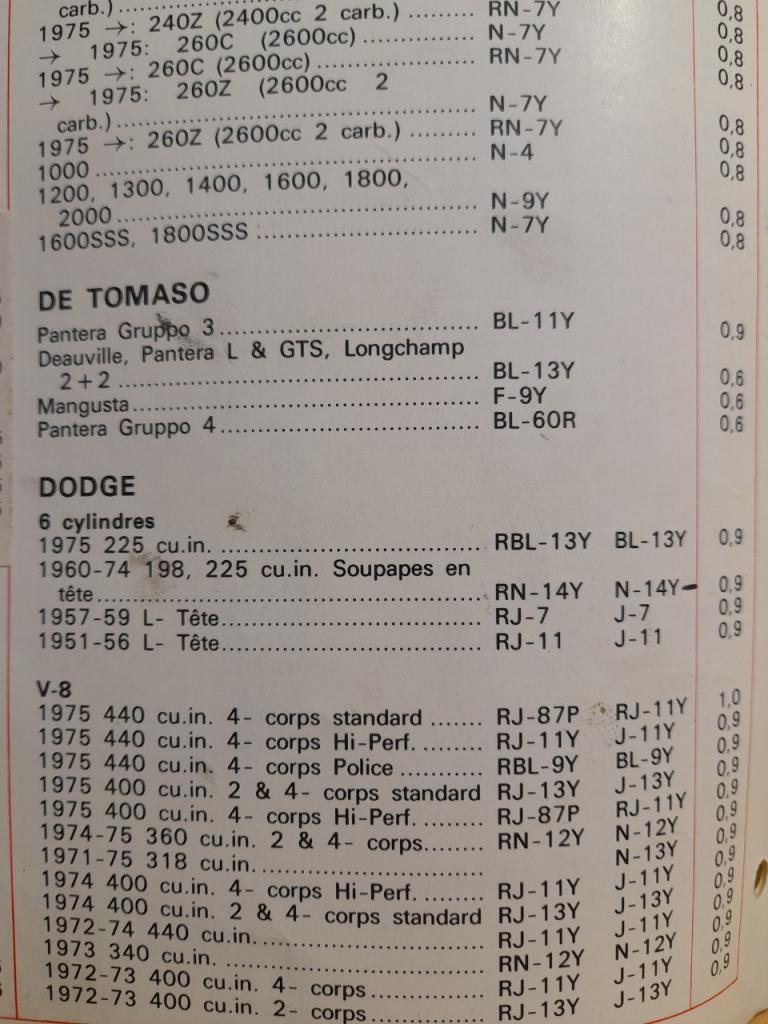 carb.) 0,8
1975 →: 240Z (2400cc 2 carb.) ......... RN-7Y 0,8
→ 1975: 260C (2600cc) ............... N-7Y 0,8
1975 →: 260C (2600cc) ..................... RN-7Y 0,8
→ 1975: 260Z (2600cc 2
carb.) ................................................ N-7Y 0,8
1975 →: 260Z (2600cc 2 carb.) ......... RN-7Y 0,8
1000 .................................................... N-4 0,8
1200, 1300, 1400, 1600, 1800,
2000 ................................................ N-9Y 0,8
1600SSS, 1800SSS .............................. N-7Y 0,8
DE TOMASO
Pantera Gruppo 3 .................................. BL-11Y 0,9
Deauville, Pantera L & GTS, Longchamp
2+2 ................................................. BL-13Y 0,6
Mangusta ............................................... F-9Y 0,6
Pantera Gruppo 4 .................................. BL-60R 0,6
DODGE
6 cylindres
1975 225 cu.in. ................................... RBL-13Y BL-13Y 0,9
1960-74 198, 225 cu.in. Soupapes en
tête .................................................... RN-14Y N-14Y 0,9
1957-59 L- Tête .................................. RJ-7 J-7 0,9
1951-56 L- Tête .................................. RJ-11 J-11 0,9
V-8
1975 440 cu.in. 4- corps standard ....... RJ-87P RJ-11Y 1,0
1975 440 cu.in. 4- corps Hi-Perf. ........ RJ-11Y J-11Y 0,9
1975 440 cu.in. 4- corps Police ........... RBL-9Y BL-9Y 0,9
1975 400 cu.in. 2 & 4- corps standard RJ-13Y J-13Y 0,9
1975 400 cu.in. 4- corps Hi-Perf. ........ RJ-87P RJ-11Y 0,9
1974-75 360 cu.in. 2 & 4- corps........ RN-12Y N-12Y 0,9
1971-75 318 cu.in. .............................. N-13Y 0,9
1974 400 cu.in. 4- corps Hi-Perf. ........ RJ-11Y J-11Y 0,9
1974 400 cu.in. 2 & 4- corps standard RJ-13Y J-13Y 0,9
1972-74 440 cu.in. .............................. RJ-11Y J-11Y 0,9
1973 340 cu.in. ................................... RN-12Y N-12Y 0,9
1972-73 400 cu.in. 4- corps ............... RJ-11Y J-11Y 0,9
1972-73 400 cu.in. 2- corps ............... RJ-13Y J-13Y 0,9